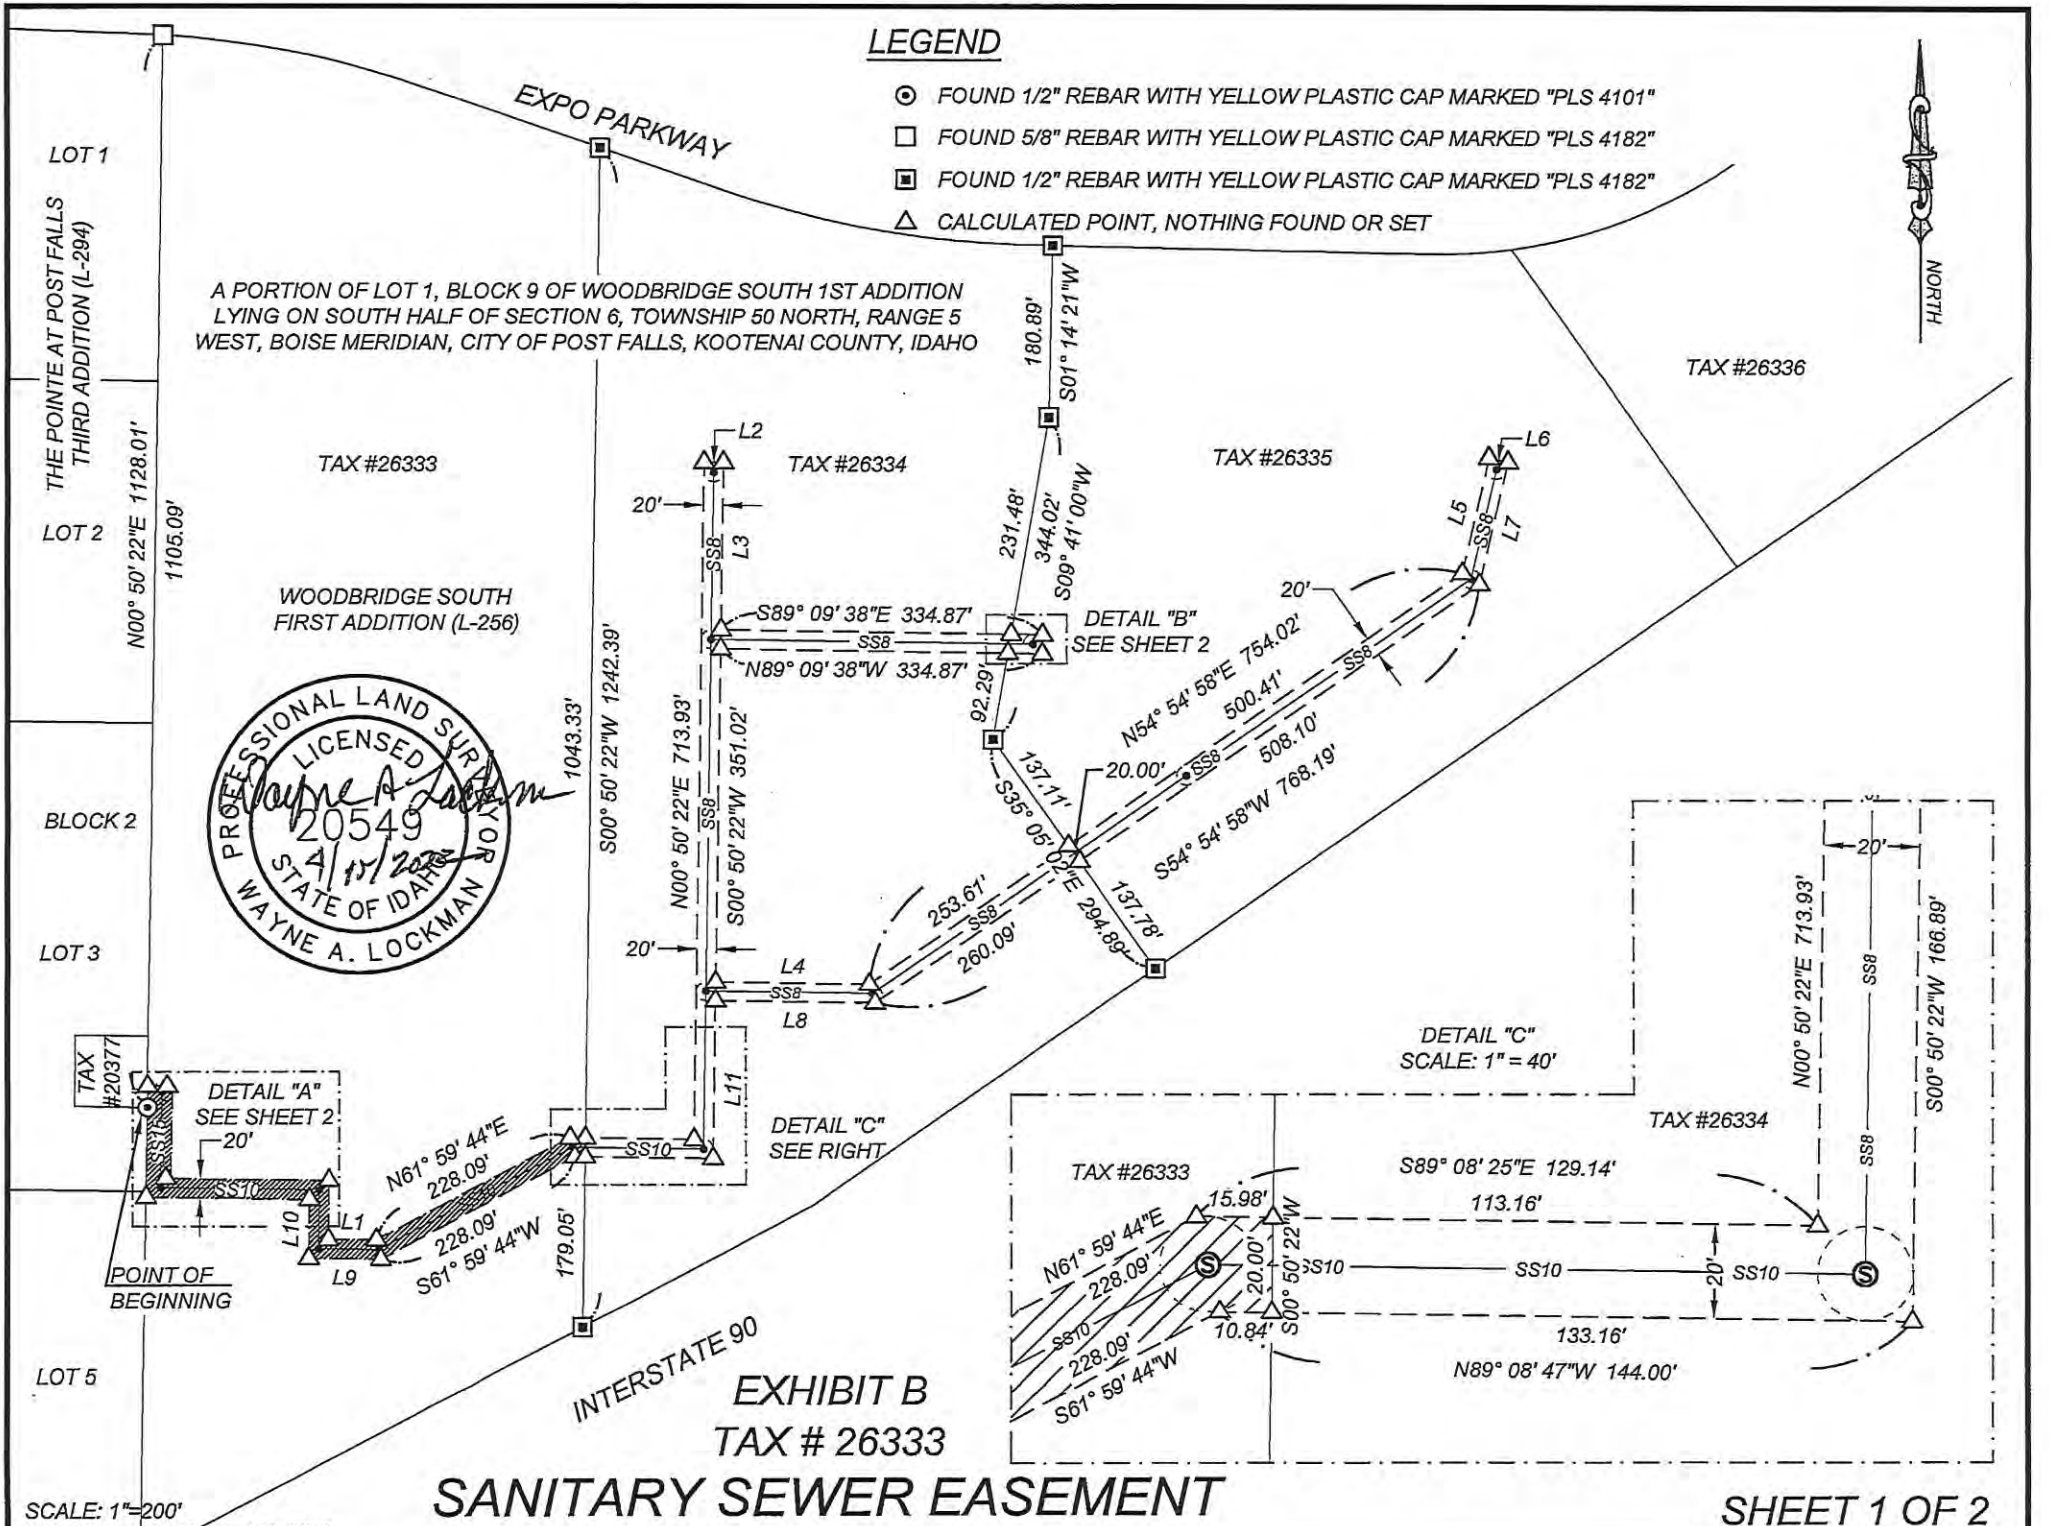 LEGEND
FOUND 1/2" REBAR WITH YELLOW PLASTIC CAP MARKED "PLS 4101"
FOUND 5/8" REBAR WITH YELLOW PLASTIC CAP MARKED "PLS 4182"
FOUND 1/2" REBAR WITH YELLOW PLASTIC CAP MARKED "PLS 4182"
CALCULATED POINT, NOTHING FOUND OR SET
NORTH
EXPO PARKWAY
LOT 1
THE POINTE AT POST FALLS
THIRD ADDITION (L-294)
A PORTION OF LOT 1, BLOCK 9 OF WOODBRIDGE SOUTH 1ST ADDITION
LYING ON SOUTH HALF OF SECTION 6, TOWNSHIP 50 NORTH, RANGE 5
WEST, BOISE MERIDIAN, CITY OF POST FALLS, KOOTENAI COUNTY, IDAHO
180.89'
S01° 14' 21"W
TAX #26336
N00° 50' 22"E 1128.01'
1105.09'
TAX #26333
L2
TAX #26334
TAX #26335
L6
LOT 2
20'
SS8
L3
231.48'
344.02'
S09° 41' 00"W
L5
SS8
L7
WOODBRIDGE SOUTH
FIRST ADDITION (L-256)
S89° 09' 38"E 334.87'
SS8
N89° 09' 38"W 334.87'
DETAIL "B"
SEE SHEET 2
20'
SS8
92.29'
N54° 54' 58"E 754.02'
500.41'
SS8
508.10'
S54° 54' 58"W 768.19'
PROFESSIONAL LAND SURVEYOR
LICENSED
Wayne A Lockman
20549
4/15/202
STATE OF IDAHO
WAYNE A. LOCKMAN
1043.33'
S00° 50' 22"W 1242.39'
N00° 50' 22"E 713.93'
SS8
S00° 50' 22"W 351.02'
137.11'
20.00'
S35° 05' 02"E 294.89'
137.78'
BLOCK 2
LOT 3
253.61'
SS8
260.09'
20'
L4
SS8
L8
TAX
#20377
DETAIL "A"
SEE SHEET 2
20'
SS15
SS10
L10
L1
L9
N61° 59' 44"E
228.09'
228.09'
S61° 59' 44"W
SS10
L11
DETAIL "C"
SEE RIGHT
179.05'
POINT OF
BEGINNING
LOT 5
INTERSTATE 90
DETAIL "C"
SCALE: 1" = 40'
20'
N00° 50' 22"E 713.93'
SS8
S00° 50' 22"W 166.89'
SS8
TAX #26334
TAX #26333
S89° 08' 25"E 129.14'
15.98'
113.16'
N61° 59' 44"E
228.09'
S
20.00'
S00° 50' 22"W
SS10
SS10
20'
SS10
S
SS10
228.09'
S61° 59' 44"W
10.84'
133.16'
N89° 08' 47"W 144.00'
EXHIBIT B
TAX # 26333
SANITARY SEWER EASEMENT
SCALE: 1"=200'
SHEET 1 OF 2